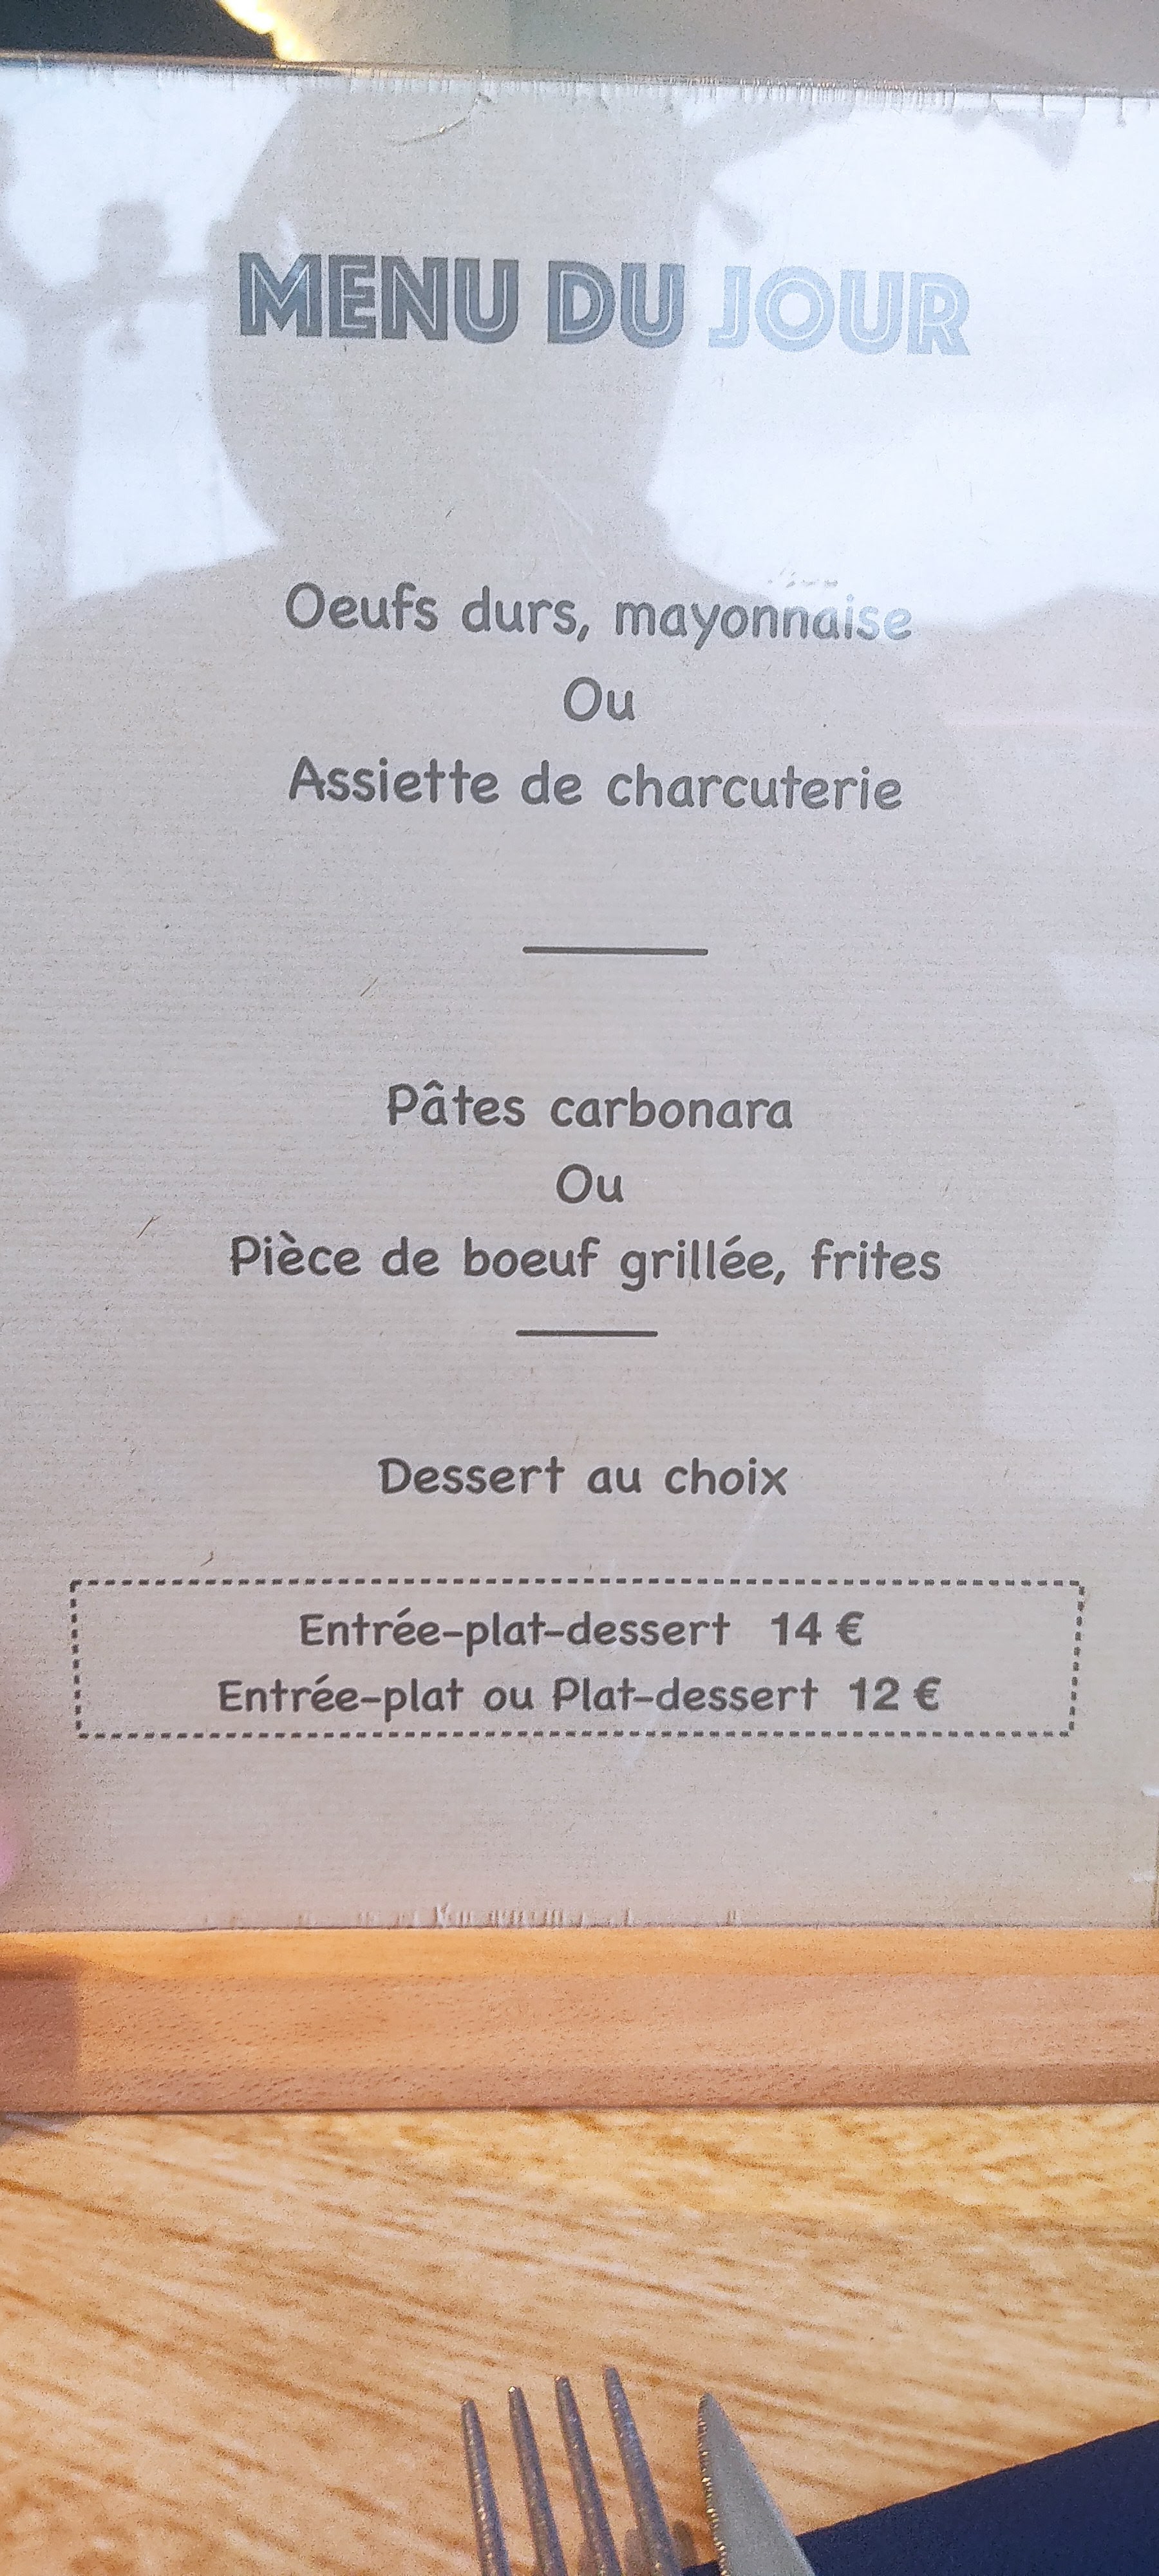 MENU DU JOUR
Oeufs durs, mayonnaise
Ou
Assiette de charcuterie
Pâtes carbonara
Ou
Pièce de boeuf grillée, frites
Dessert au choix
Entrée-plat-dessert 14 €
Entrée-plat ou Plat-dessert 12 €